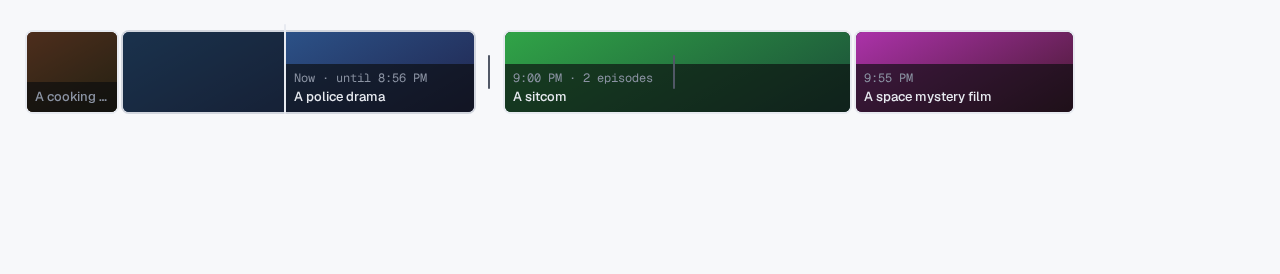 A cooking …
Now · until 8:56 PM
A police drama
9:00 PM · 2 episodes
A sitcom
9:55 PM
A space mystery film